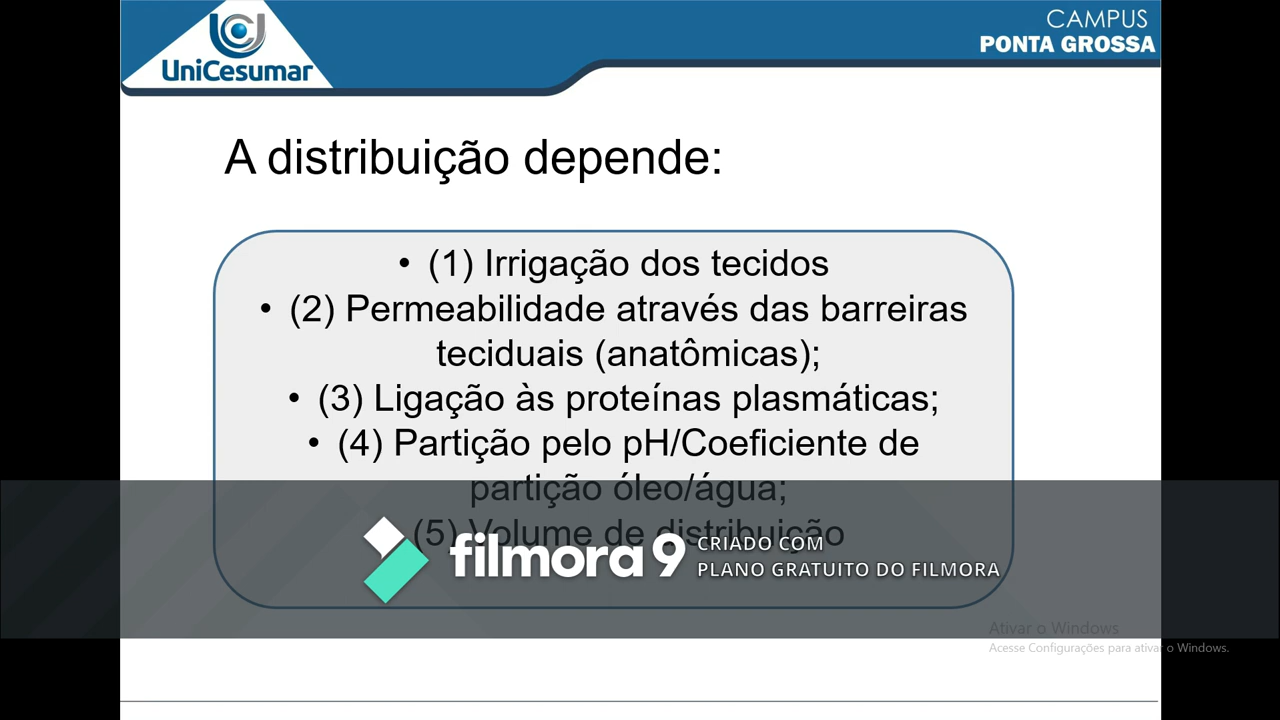 UniCesumar
CAMPUS
PONTA GROSSA
A distribuição depende:
• (1) Irrigação dos tecidos
• (2) Permeabilidade através das barreiras
teciduais (anatômicas);
• (3) Ligação às proteínas plasmáticas;
• (4) Partição pelo pH/Coeficiente de
partição óleo/água;
(5) Volume de distribuição
filmora 9
CRIADO COM
PLANO GRATUITO DO FILMORA
Ativar o Windows
Acesse Configurações para ativar o Windows.